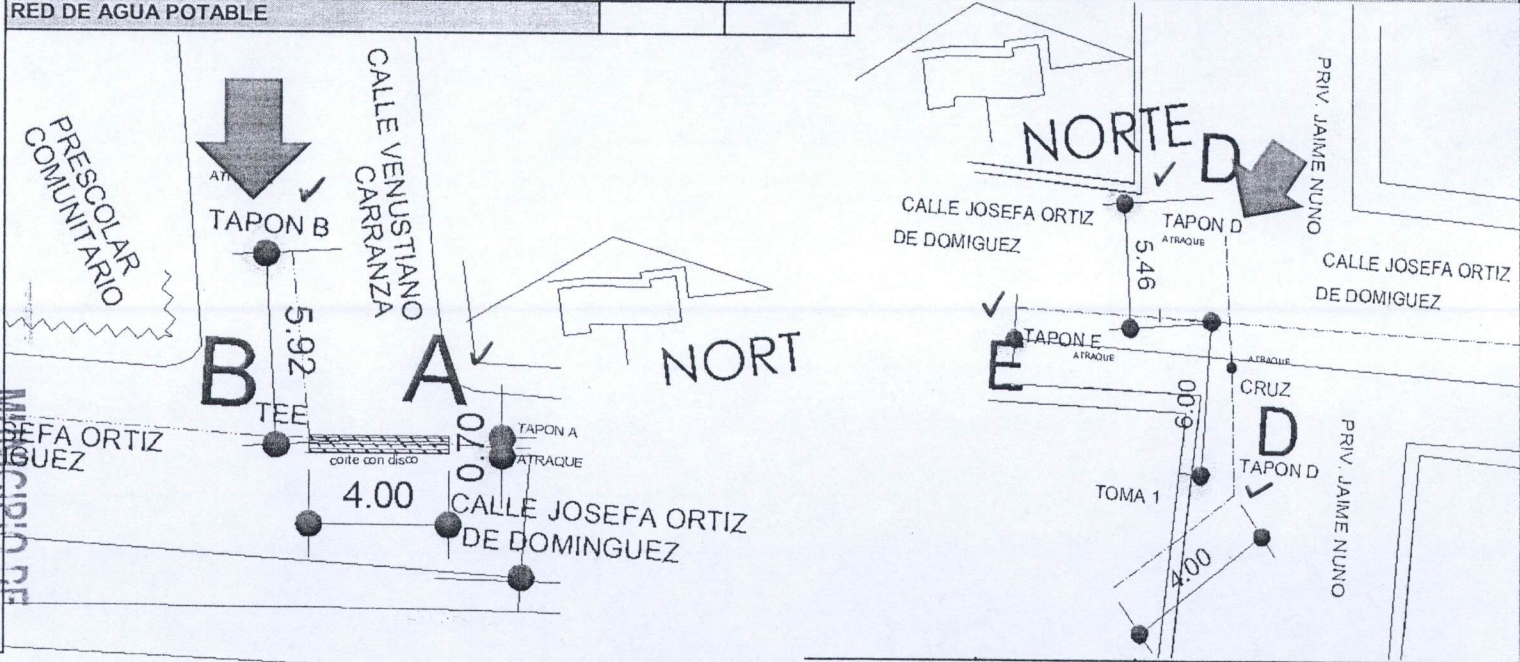 RED DE AGUA POTABLE
PRESCOLAR
COMUNITARIO
TAPON B
CALLE VENUSTIANO
CARRANZA
5.92
B
A
TEE
NORT
EFA ORTIZ
GUEZ
corte con disco
0.70
TAPON A
ATRAQUE
4.00
CALLE JOSEFA ORTIZ
DE DOMINGUEZ
NORTE
D
PRIV. JAIME NUNO
CALLE JOSEFA ORTIZ
DE DOMIGUEZ
TAPON D
ATRAQUE
5.46
CALLE JOSEFA ORTIZ
DE DOMIGUEZ
TAPON E
ATRAQUE
E
ATRAQUE
CRUZ
6.00
D
TAPON D
TOMA 1
PRIV. JAIME NUNO
4.00